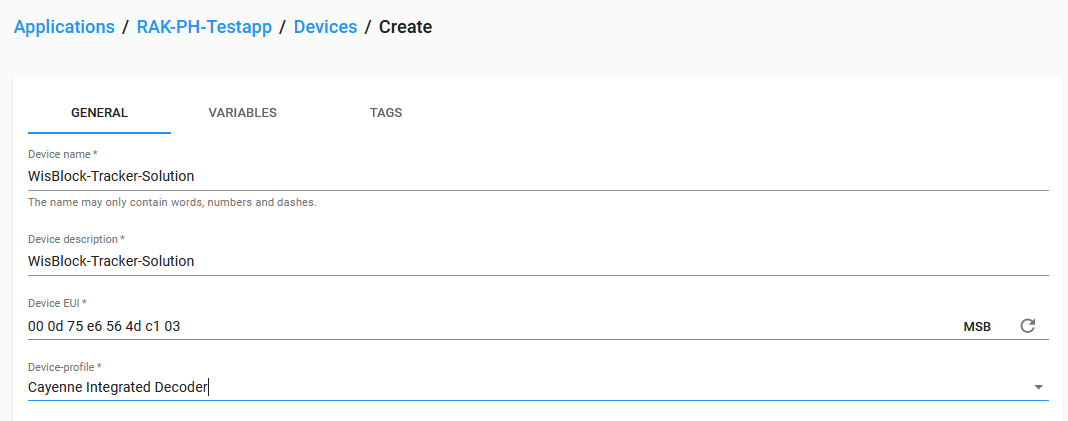 Applications / RAK-PH-Testapp / Devices / Create
GENERAL VARIABLES TAGS
Device name *
WisBlock-Tracker-Solution
The name may only contain words, numbers and dashes.
Device description *
WisBlock-Tracker-Solution
Device EUI *
00 0d 75 e6 56 4d c1 03 MSB
Device-profile *
Cayenne Integrated Decoder